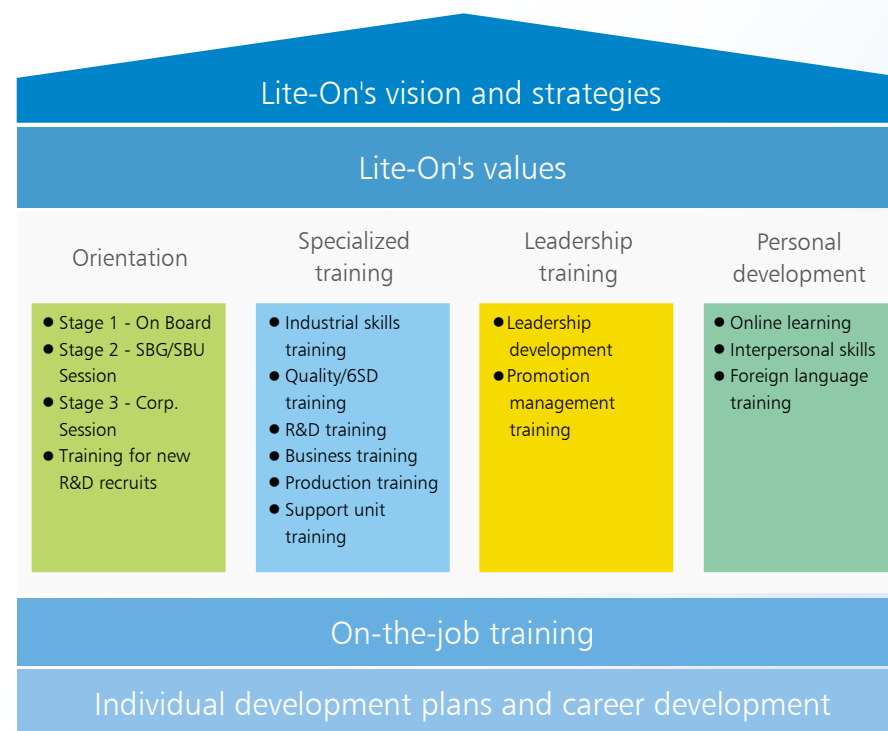 Lite-On's vision and strategies
Lite-On's values
Orientation
● Stage 1 - On Board
● Stage 2 - SBG/SBU
Session
● Stage 3 - Corp.
Session
● Training for new
R&D recruits
Specialized
training
● Industrial skills
training
● Quality/6SD
training
● R&D training
● Business training
● Production training
● Support unit
training
Leadership
training
● Leadership
development
● Promotion
management
training
Personal
development
● Online learning
● Interpersonal skills
● Foreign language
training
On-the-job training
Individual development plans and career development